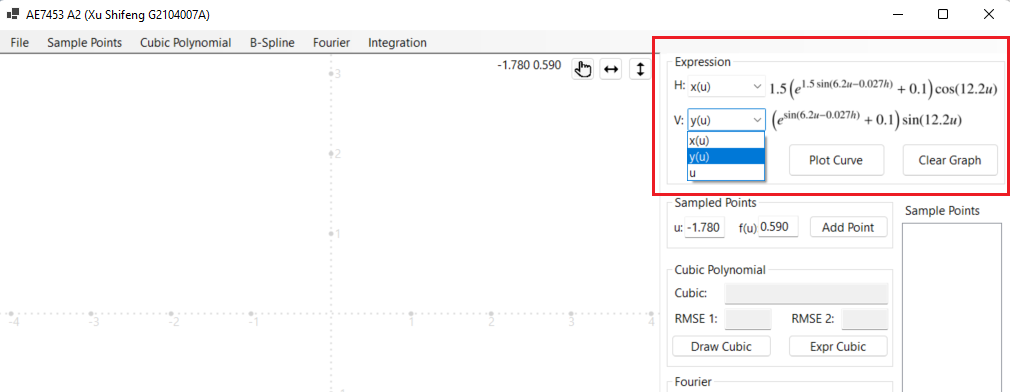 AE7453 A2 (Xu Shifeng G2104007A)
File Sample Points Cubic Polynomial B-Spline Fourier Integration
-1.780 0.590
Expression
H: x(u) 1.5(e^{1.5 sin(6.2u−0.027h)} + 0.1)cos(12.2u)
V: y(u) (e^{sin(6.2u−0.027h)} + 0.1)sin(12.2u)
x(u)
y(u)
u
Plot Curve Clear Graph
3
2
1
-4 -3 -2 -1 1 2 3 4
-1
Sampled Points
u: -1.780 f(u) 0.590 Add Point
Sample Points
Cubic Polynomial
Cubic:
RMSE 1: RMSE 2:
Draw Cubic Expr Cubic
Fourier